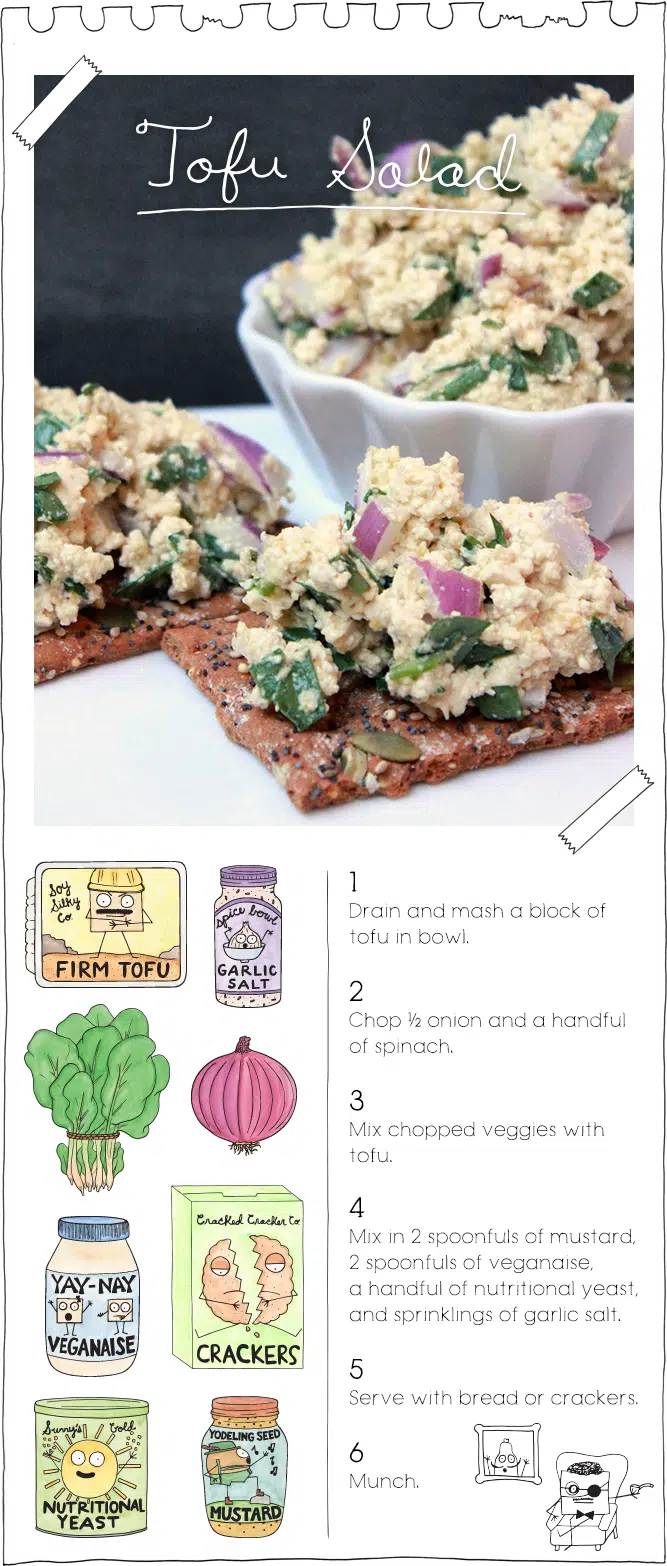 Tofu Salad
Soy
Silky
Co.
FIRM TOFU
spice bowl
GARLIC
SALT
YAY-NAY
VEGANAISE
Cracked Cracker Co.
CRACKERS
Sunny's Gold
NUTRITIONAL
YEAST
YODELING SEED
MUSTARD
1
Drain and mash a block of
tofu in bowl.
2
Chop ½ onion and a handful
of spinach.
3
Mix chopped veggies with
tofu.
4
Mix in 2 spoonfuls of mustard,
2 spoonfuls of veganaise,
a handful of nutritional yeast,
and sprinklings of garlic salt.
5
Serve with bread or crackers.
6
Munch.